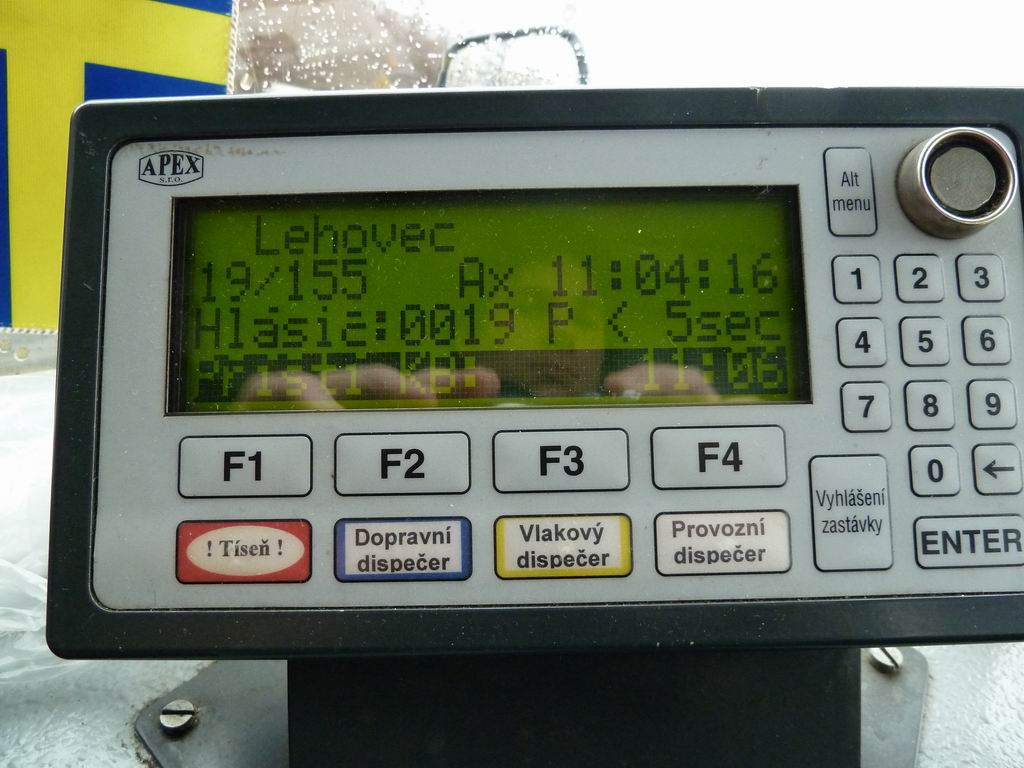 APEX
s.r.o.
Lehovec
19/155 Ax 11:04:16
Hlásič:0019 P < 5sec
Příští KB: 11:06
Alt
menu
1 2 3
4 5 6
7 8 9
0 ←
F1 F2 F3 F4
! Tíseň !
Dopravní
dispečer
Vlakový
dispečer
Provozní
dispečer
Vyhlášení
zastávky
ENTER